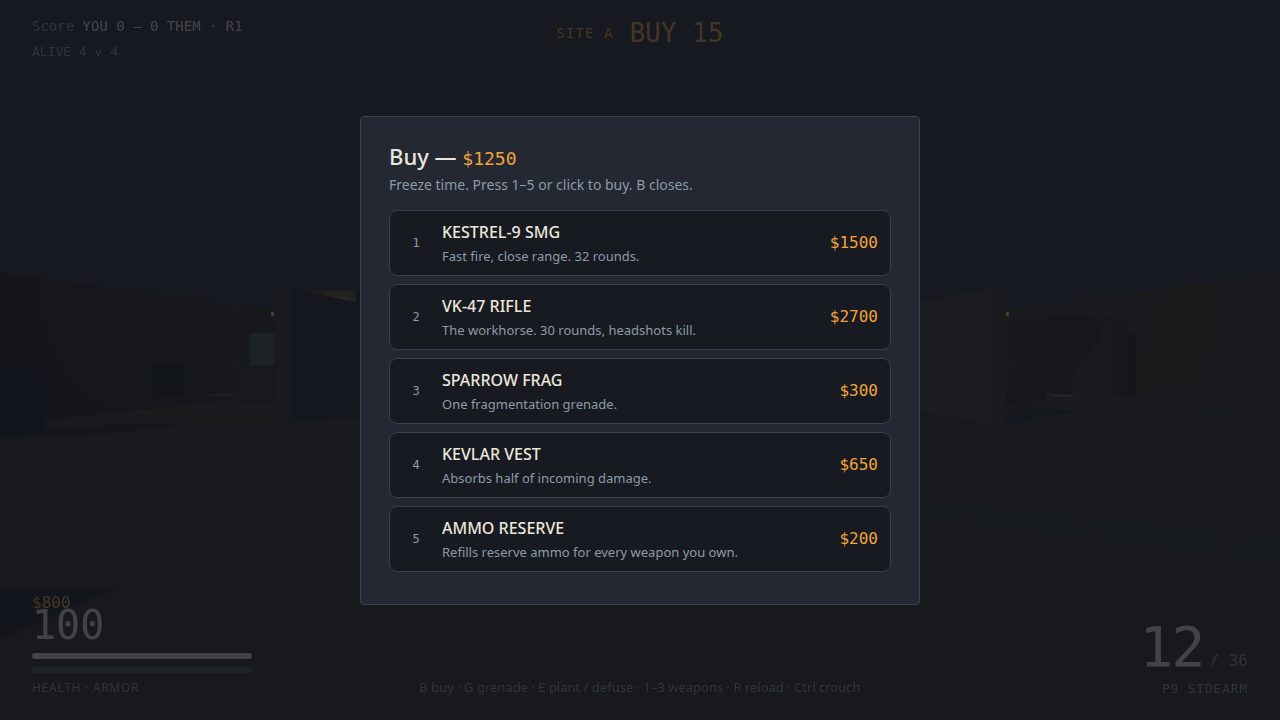 Score YOU 0 — 0 THEM · R1
ALIVE 4 v 4
SITE A BUY 15
Buy — $1250
Freeze time. Press 1–5 or click to buy. B closes.
1 KESTREL-9 SMG $1500
Fast fire, close range. 32 rounds.
2 VK-47 RIFLE $2700
The workhorse. 30 rounds, headshots kill.
3 SPARROW FRAG $300
One fragmentation grenade.
4 KEVLAR VEST $650
Absorbs half of incoming damage.
5 AMMO RESERVE $200
Refills reserve ammo for every weapon you own.
$800
100
HEALTH · ARMOR
B buy · G grenade · E plant / defuse · 1–3 weapons · R reload · Ctrl crouch
12 / 36
P9 SIDEARM